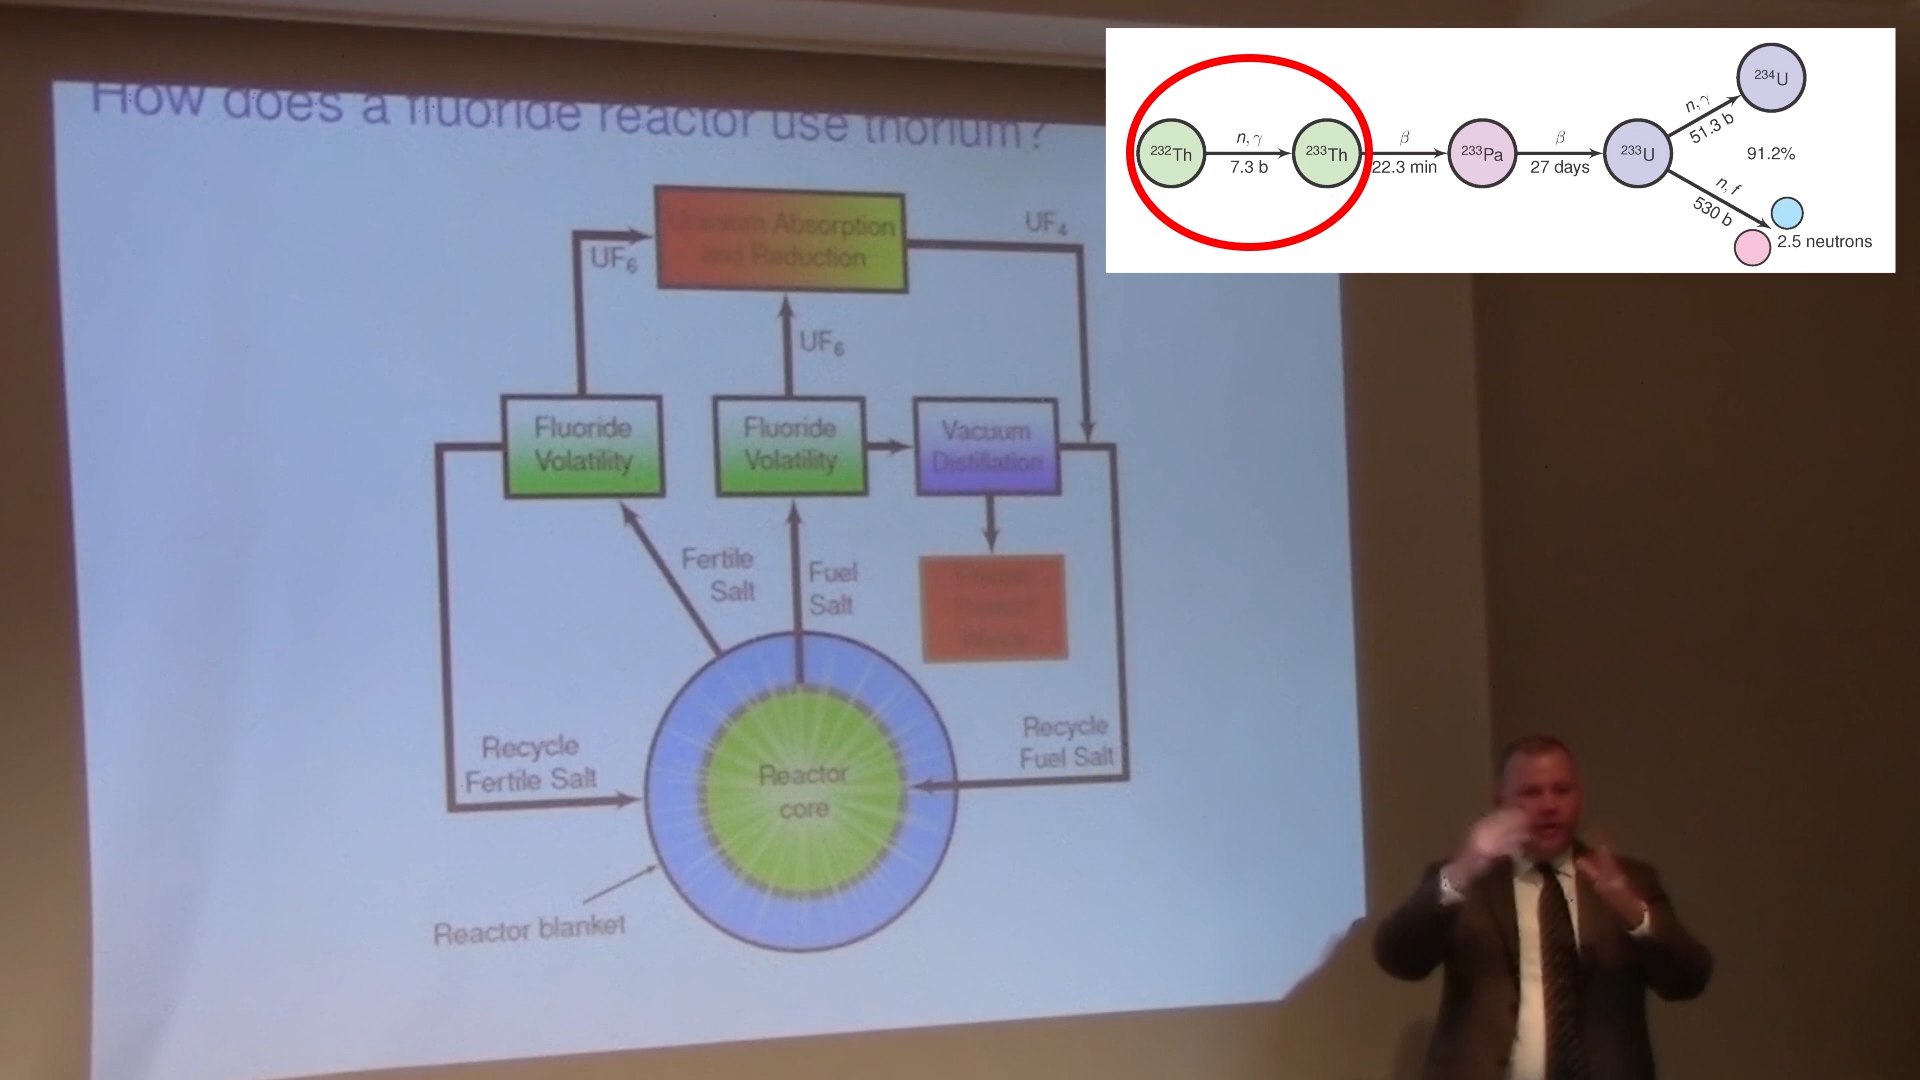 How does a fluoride reactor use thorium?
Uranium Absorption
and Reduction
UF₆
UF₄
UF₆
Fluoride
Volatility
Fluoride
Volatility
Vacuum
Distillation
Fertile
Salt
Fuel
Salt
Recycle
Fertile Salt
Recycle
Fuel Salt
Reactor
core
Reactor blanket
²³²Th
n, γ
7.3 b
²³³Th
β
22.3 min
²³³Pa
β
27 days
²³³U
n, γ
51.3 b
²³⁴U
91.2%
n, f
530 b
2.5 neutrons